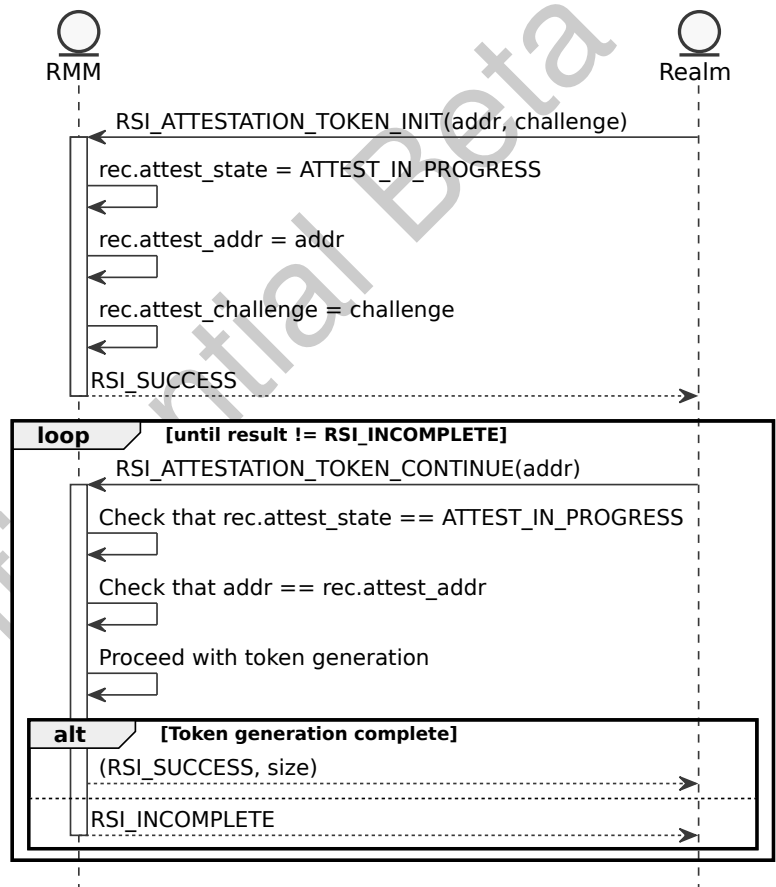 RMM Realm
RSI_ATTESTATION_TOKEN_INIT(addr, challenge)
rec.attest_state = ATTEST_IN_PROGRESS
rec.attest_addr = addr
rec.attest_challenge = challenge
RSI_SUCCESS
loop [until result != RSI_INCOMPLETE]
RSI_ATTESTATION_TOKEN_CONTINUE(addr)
Check that rec.attest_state == ATTEST_IN_PROGRESS
Check that addr == rec.attest_addr
Proceed with token generation
alt [Token generation complete]
(RSI_SUCCESS, size)
RSI_INCOMPLETE
ntial Beta